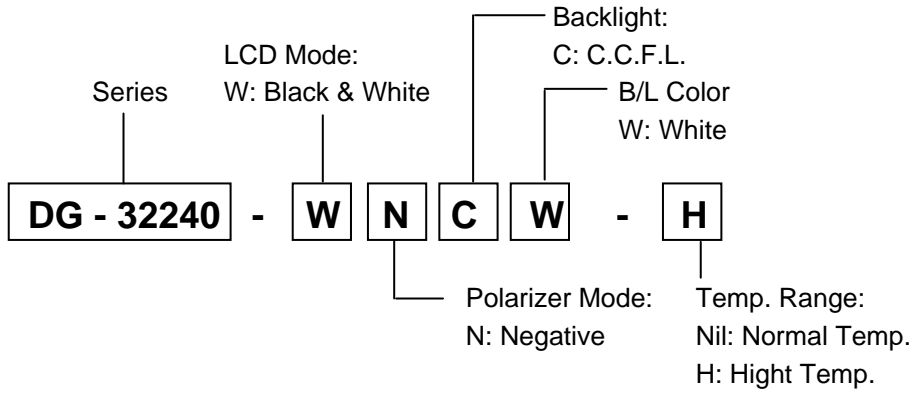 Backlight:
C: C.C.F.L.
LCD Mode:
W: Black & White
Series
B/L Color
W: White
DG - 32240 - W N C W - H
Polarizer Mode:
N: Negative
Temp. Range:
Nil: Normal Temp.
H: Hight Temp.